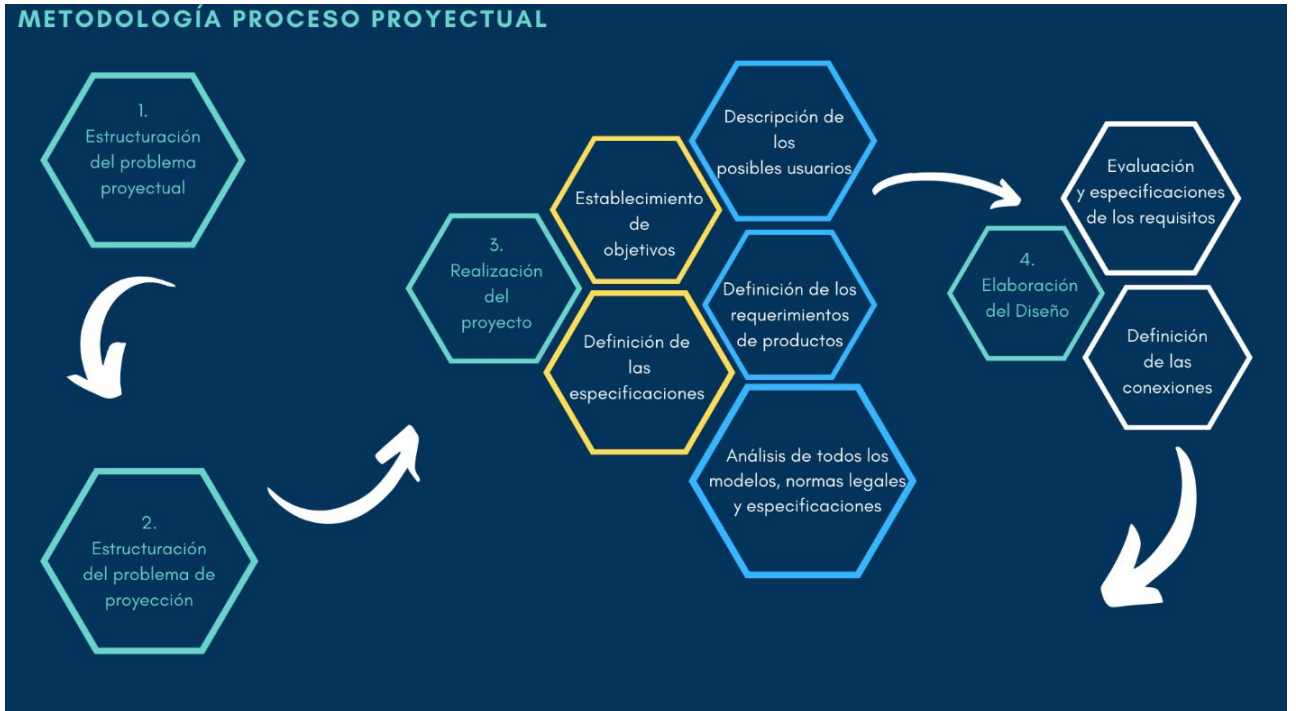 METODOLOGÍA PROCESO PROYECTUAL
1.
Estructuración
del problema
proyectual
2.
Estructuración
del problema de
proyección
3.
Realización
del
proyecto
Establecimiento
de
objetivos
Definición de
las
especificaciones
Descripción de
los
posibles usuarios
Definición de los
requerimientos
de productos
Análisis de todos los
modelos, normas legales
y especificaciones
4.
Elaboración
del Diseño
Evaluación
y especificaciones
de los requisitos
Definición
de las
conexiones